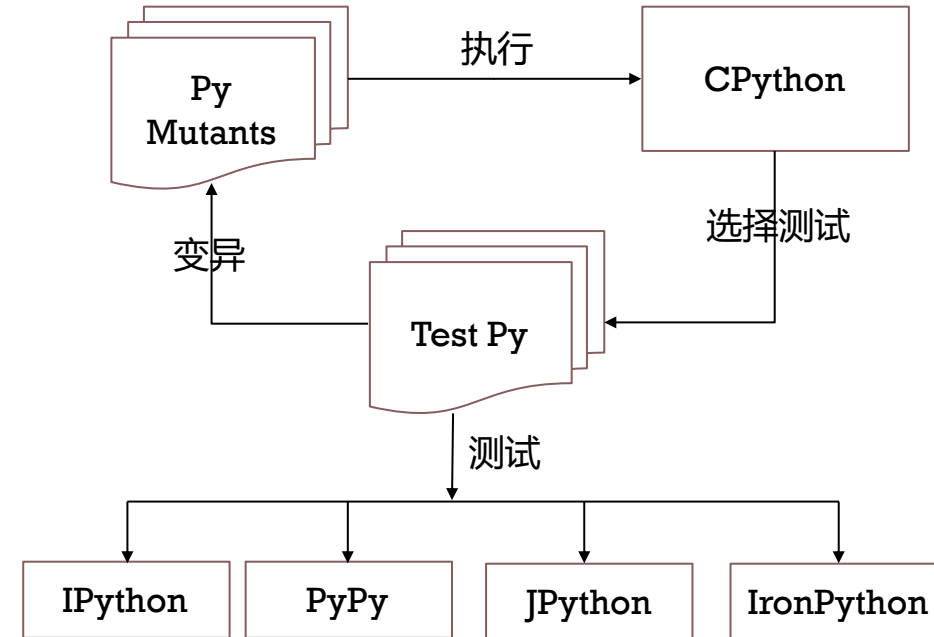 执行
Py
Mutants
CPython
选择测试
变异
Test Py
测试
IPython
PyPy
JPython
IronPython